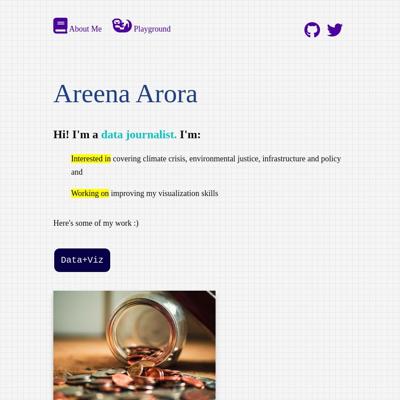 About Me Playground
Areena Arora
Hi! I'm a data journalist. I'm:
Interested in covering climate crisis, environmental justice, infrastructure and policy
and
Working on improving my visualization skills
Here's some of my work :)
Data+Viz